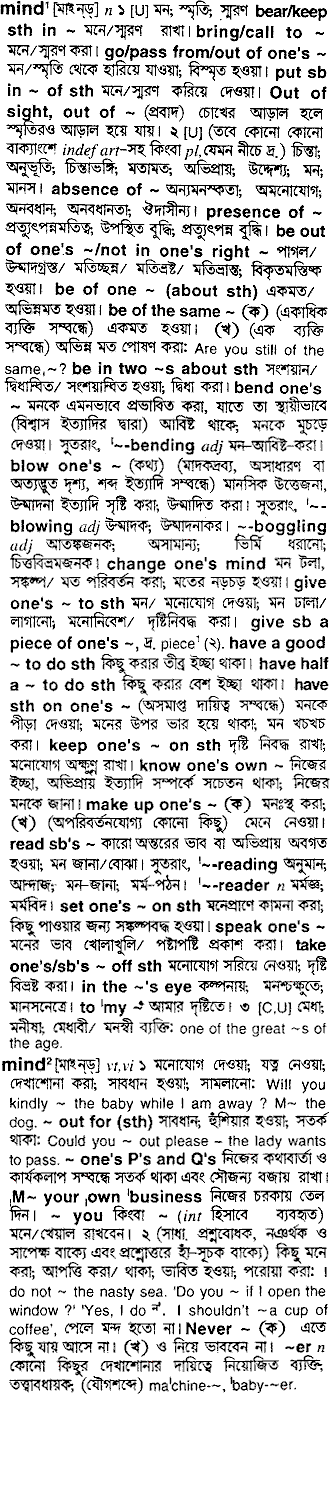 mind¹ [মাইন্‌ড্] n ১ [U] মন; স্মৃতি; স্মরণ bear/keep
sth in ~ মনে/স্মরণ রাখা। bring/call to ~
মনে/স্মরণ করা। go/pass from/out of one's ~
মন/স্মৃতি থেকে হারিয়ে যাওয়া; বিস্মৃত হওয়া। put sb
in ~ of sth মনে/স্মরণ করিয়ে দেওয়া। Out of
sight, out of ~ (প্রবাদ) চোখের আড়াল হলে
স্মৃতিরও আড়াল হয়ে যায়। ২ [U] (তবে কোনো কোনো
বাক্যাংশে indef art-সহ কিংবা pl, যেমন নীচে দ্র.) চিন্তা;
অনুভূতি; চিন্তাভঙ্গি; মতামত; অভিপ্রায়; উদ্দেশ্য; মন;
মানস। absence of ~ অন্যমনস্কতা; অমনোযোগ;
অনবধান; অনবধানতা; ঔদাসীন্য। presence of ~
প্রত্যুৎপন্নমতিত্ব; উপস্থিত বুদ্ধি; প্রত্যুৎপন্ন বুদ্ধি। be out
of one's ~/not in one's right ~ পাগল/
উন্মাদগ্রস্ত/ মতিচ্ছন্ন/ মতিভ্রষ্ট/ মতিভ্রান্ত; বিকৃতমস্তিষ্ক
হওয়া। be of one ~ (about sth) একমত/
অভিন্নমত হওয়া। be of the same ~ (ক) (একাধিক
ব্যক্তি সম্বন্ধে) একমত হওয়া। (খ) (এক ব্যক্তি
সম্বন্ধে) অভিন্ন মত পোষণ করা: Are you still of the
same,~? be in two ~s about sth সংশয়ান/
দ্বিধান্বিত/ সংশয়ান্বিত হওয়া; দ্বিধা করা। bend one's
~ মনকে এমনভাবে প্রভাবিত করা, যাতে তা স্থায়ীভাবে
(বিশ্বাস ইত্যাদির দ্বারা) আবিষ্ট থাকে; মনকে মুচড়ে
দেওয়া। সুতরাং, ˈ~-bending adj মন-আবিষ্ট-করা।
blow one's ~ (কথ্য) (মাদকদ্রব্য, অসাধারণ বা
অত্যদ্ভুত দৃশ্য, শব্দ ইত্যাদি সম্বন্ধে) মানসিক উত্তেজনা,
উন্মাদনা ইত্যাদি সৃষ্টি করা; উন্মাদিত করা। সুতরাং, ˈ~-
blowing adj উন্মাদক; উন্মাদনাকর। ~-boggling
adj আতঙ্কজনক; অসামান্য; ভির্মি ধরানো;
চিত্তবিভ্রমজনক। change one's mind মন টলা,
সঙ্কল্প/ মত পরিবর্তন করা; মতের নড়চড় হওয়া। give
one's ~ to sth মন/ মনোযোগ দেওয়া; মন ঢালা/
লাগানো; মনোনিবেশ/ দৃষ্টিনিবদ্ধ করা। give sb a
piece of one's ~, দ্র. piece¹ (২). have a good
~ to do sth কিছু করার তীব্র ইচ্ছা থাকা। have half
a ~ to do sth কিছু করার বেশ ইচ্ছা থাকা। have
sth on one's ~ (অসমাপ্ত দায়িত্ব সম্বন্ধে) মনকে
পীড়া দেওয়া; মনের উপর ভার হয়ে থাকা; মন খচখচ
করা। keep one's ~ on sth দৃষ্টি নিবদ্ধ রাখা;
মনোযোগ অক্ষুণ্ণ রাখা। know one's own ~ নিজের
ইচ্ছা, অভিপ্রায় ইত্যাদি সম্পর্কে সচেতন থাকা; নিজের
মনকে জানা। make up one's ~ (ক) মনঃস্থ করা;
(খ) (অপরিবর্তনযোগ্য কোনো কিছু) মেনে নেওয়া।
read sb's ~ কারো অন্তরের ভাব বা অভিপ্রায় অবগত
হওয়া; মন জানা/বোঝা। সুতরাং, ˈ~-reading অনুমান;
আন্দাজ; মন-জানা; মর্ম-পঠন। ˈ~-reader n মর্মজ্ঞ;
মর্মবিদ। set one's ~ on sth মনেপ্রাণে কামনা করা;
কিছু পাওয়ার জন্য সঙ্কল্পবদ্ধ হওয়া। speak one's ~
মনের ভাব খোলাখুলি/ পষ্টাপষ্টি প্রকাশ করা। take
one's/sb's ~ off sth মনোযোগ সরিয়ে নেওয়া; দৃষ্টি
বিভ্রষ্ট করা। in the ~'s eye কল্পনায়; মনশ্চক্ষুতে;
মানসনেত্রে। to ˈmy ~ আমার দৃষ্টিতে। ৩ [C,U] মেধা,
মনীষা; মেধাবী/ মনস্বী ব্যক্তি: one of the great ~s of
the age.
mind² [মাইন্‌ড্] vt,vi ১ মনোযোগ দেওয়া; যত্ন নেওয়া;
দেখাশোনা করা; সাবধান হওয়া; সামলানো: Will you
kindly ~ the baby while I am away ? M~ the
dog. ~ out for (sth) সাবধান; হুঁশিয়ার হওয়া; সতর্ক
থাকা: Could you ~ out please – the lady wants
to pass. ~ one's P's and Q's নিজের কথাবার্তা ও
কার্যকলাপ সম্বন্ধে সতর্ক থাকা এবং সৌজন্য বজায় রাখা।
ˌM~ your ˌown ˈbusiness নিজের চরকায় তেল
দিন। ~ you কিংবা ~ (int হিসাবে ব্যবহৃত)
মনে/খেয়াল রাখবেন। ২ (সাধা. প্রশ্নবোধক, নঞর্থক ও
সাপেক্ষ বাক্যে এবং প্রশ্নোত্তরে হাঁ-সূচক বাক্যে) কিছু মনে
করা; আপত্তি করা/ থাকা; ভাবিত হওয়া; পরোয়া করা: I
do not ~ the nasty sea. 'Do you ~ if I open the
window ?' 'Yes, I do'. I shouldn't ~a cup of
coffee', পেলে মন্দ হতো না। Never ~ (ক) এতে
কিছু যায় আসে না। (খ) ও নিয়ে ভাববেন না। ~er n
কোনো কিছুর দেখাশোনার দায়িত্বে নিয়োজিত ব্যক্তি;
তত্ত্বাবধায়ক; (যৌগশব্দে) maˈchine-~, ˈbaby-~er.